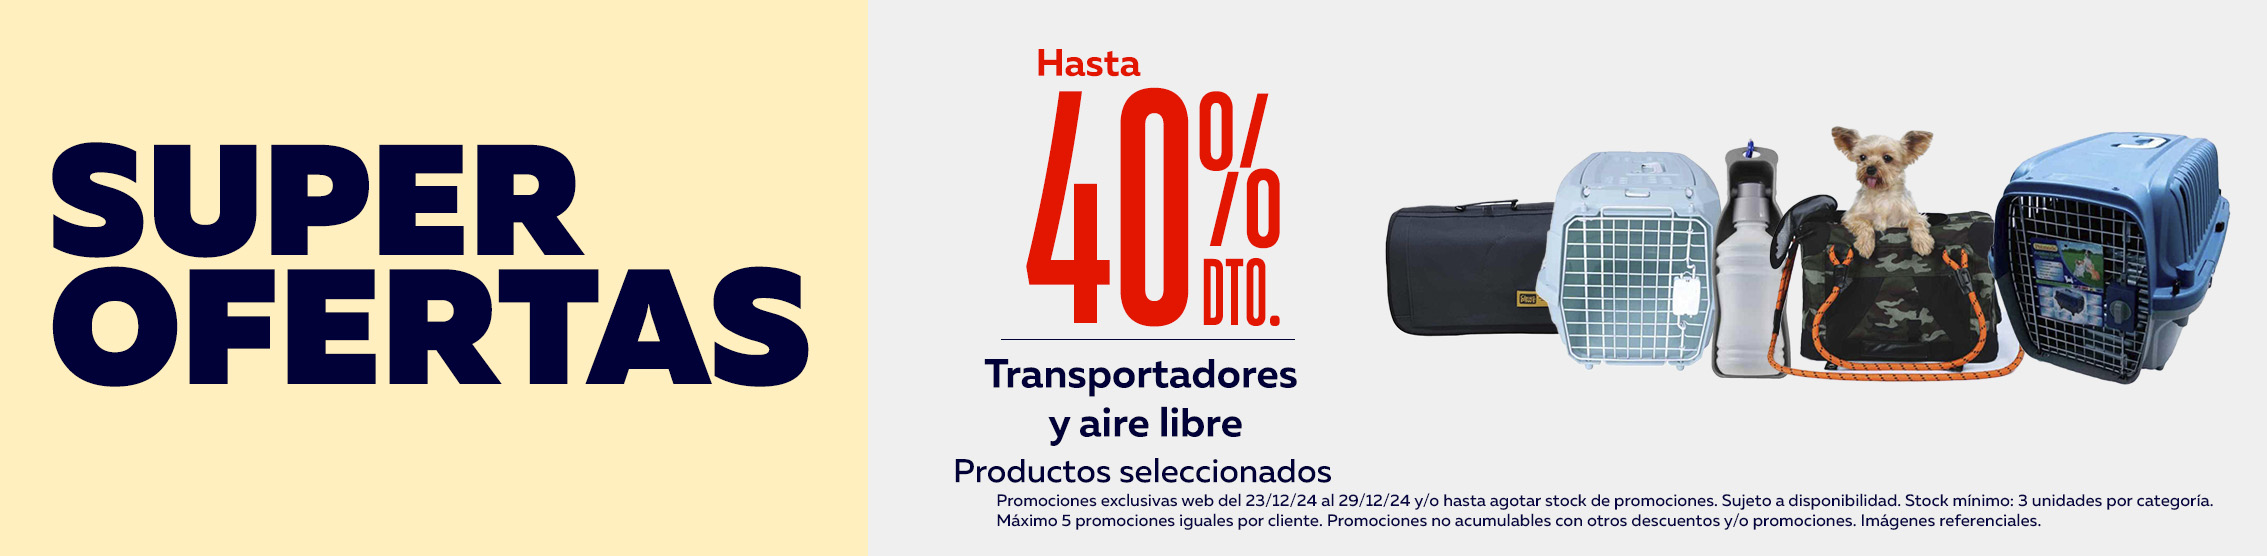 SUPER
OFERTAS
Hasta
40% DTO.
Transportadores
y aire libre
Productos seleccionados
Promociones exclusivas web del 23/12/24 al 29/12/24 y/o hasta agotar stock de promociones. Sujeto a disponibilidad. Stock mínimo: 3 unidades por categoría.
Máximo 5 promociones iguales por cliente. Promociones no acumulables con otros descuentos y/o promociones. Imágenes referenciales.